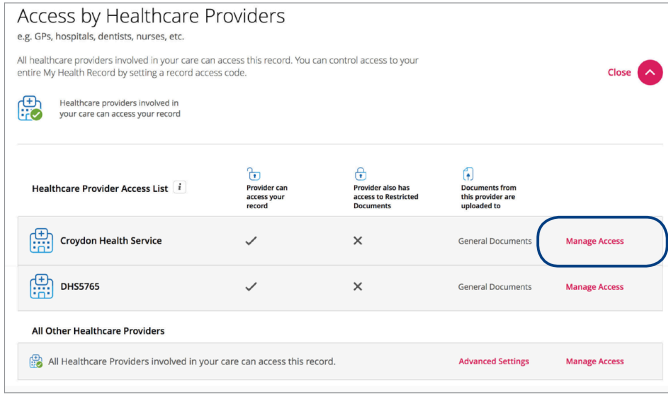 Access by Healthcare Providers
e.g. GPs, hospitals, dentists, nurses, etc.
All healthcare providers involved in your care can access this record. You can control access to your
entire My Health Record by setting a record access code.
Close
Healthcare providers involved in
your care can access your record
Healthcare Provider Access List i
Provider can
access your
record
Provider also has
access to Restricted
Documents
Documents from
this provider are
uploaded to
Croydon Health Service
General Documents
Manage Access
DHS5765
General Documents
Manage Access
All Other Healthcare Providers
All Healthcare Providers involved in your care can access this record.
Advanced Settings
Manage Access